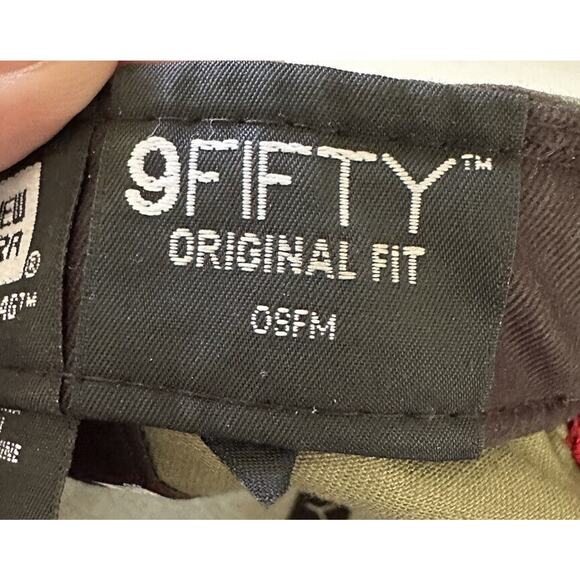 9FIFTY™
ORIGINAL FIT
OSFM
®